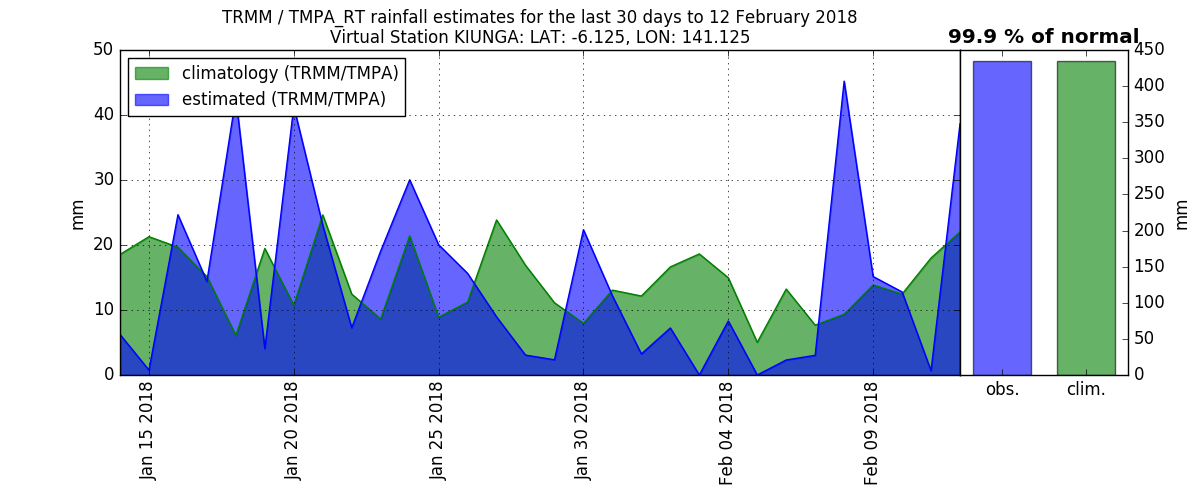 TRMM / TMPA_RT rainfall estimates for the last 30 days to 12 February 2018
Virtual Station KIUNGA: LAT: -6.125, LON: 141.125
99.9 % of normal
climatology (TRMM/TMPA)
estimated (TRMM/TMPA)
50
40
30
20
10
0
mm
Jan 15 2018
Jan 20 2018
Jan 25 2018
Jan 30 2018
Feb 04 2018
Feb 09 2018
obs.
clim.
450
400
350
300
250
200
150
100
50
0
mm